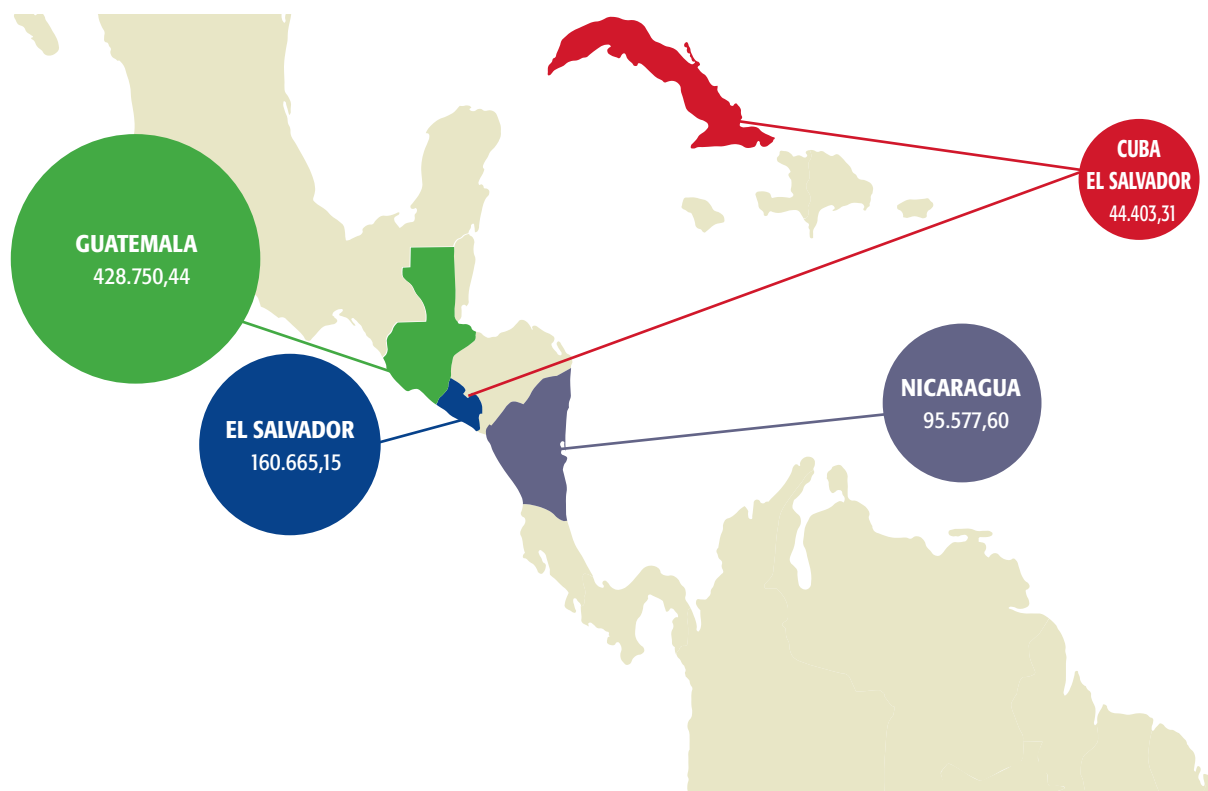 GUATEMALA
428.750,44
EL SALVADOR
160.665,15
CUBA
EL SALVADOR
44.403,31
NICARAGUA
95.577,60